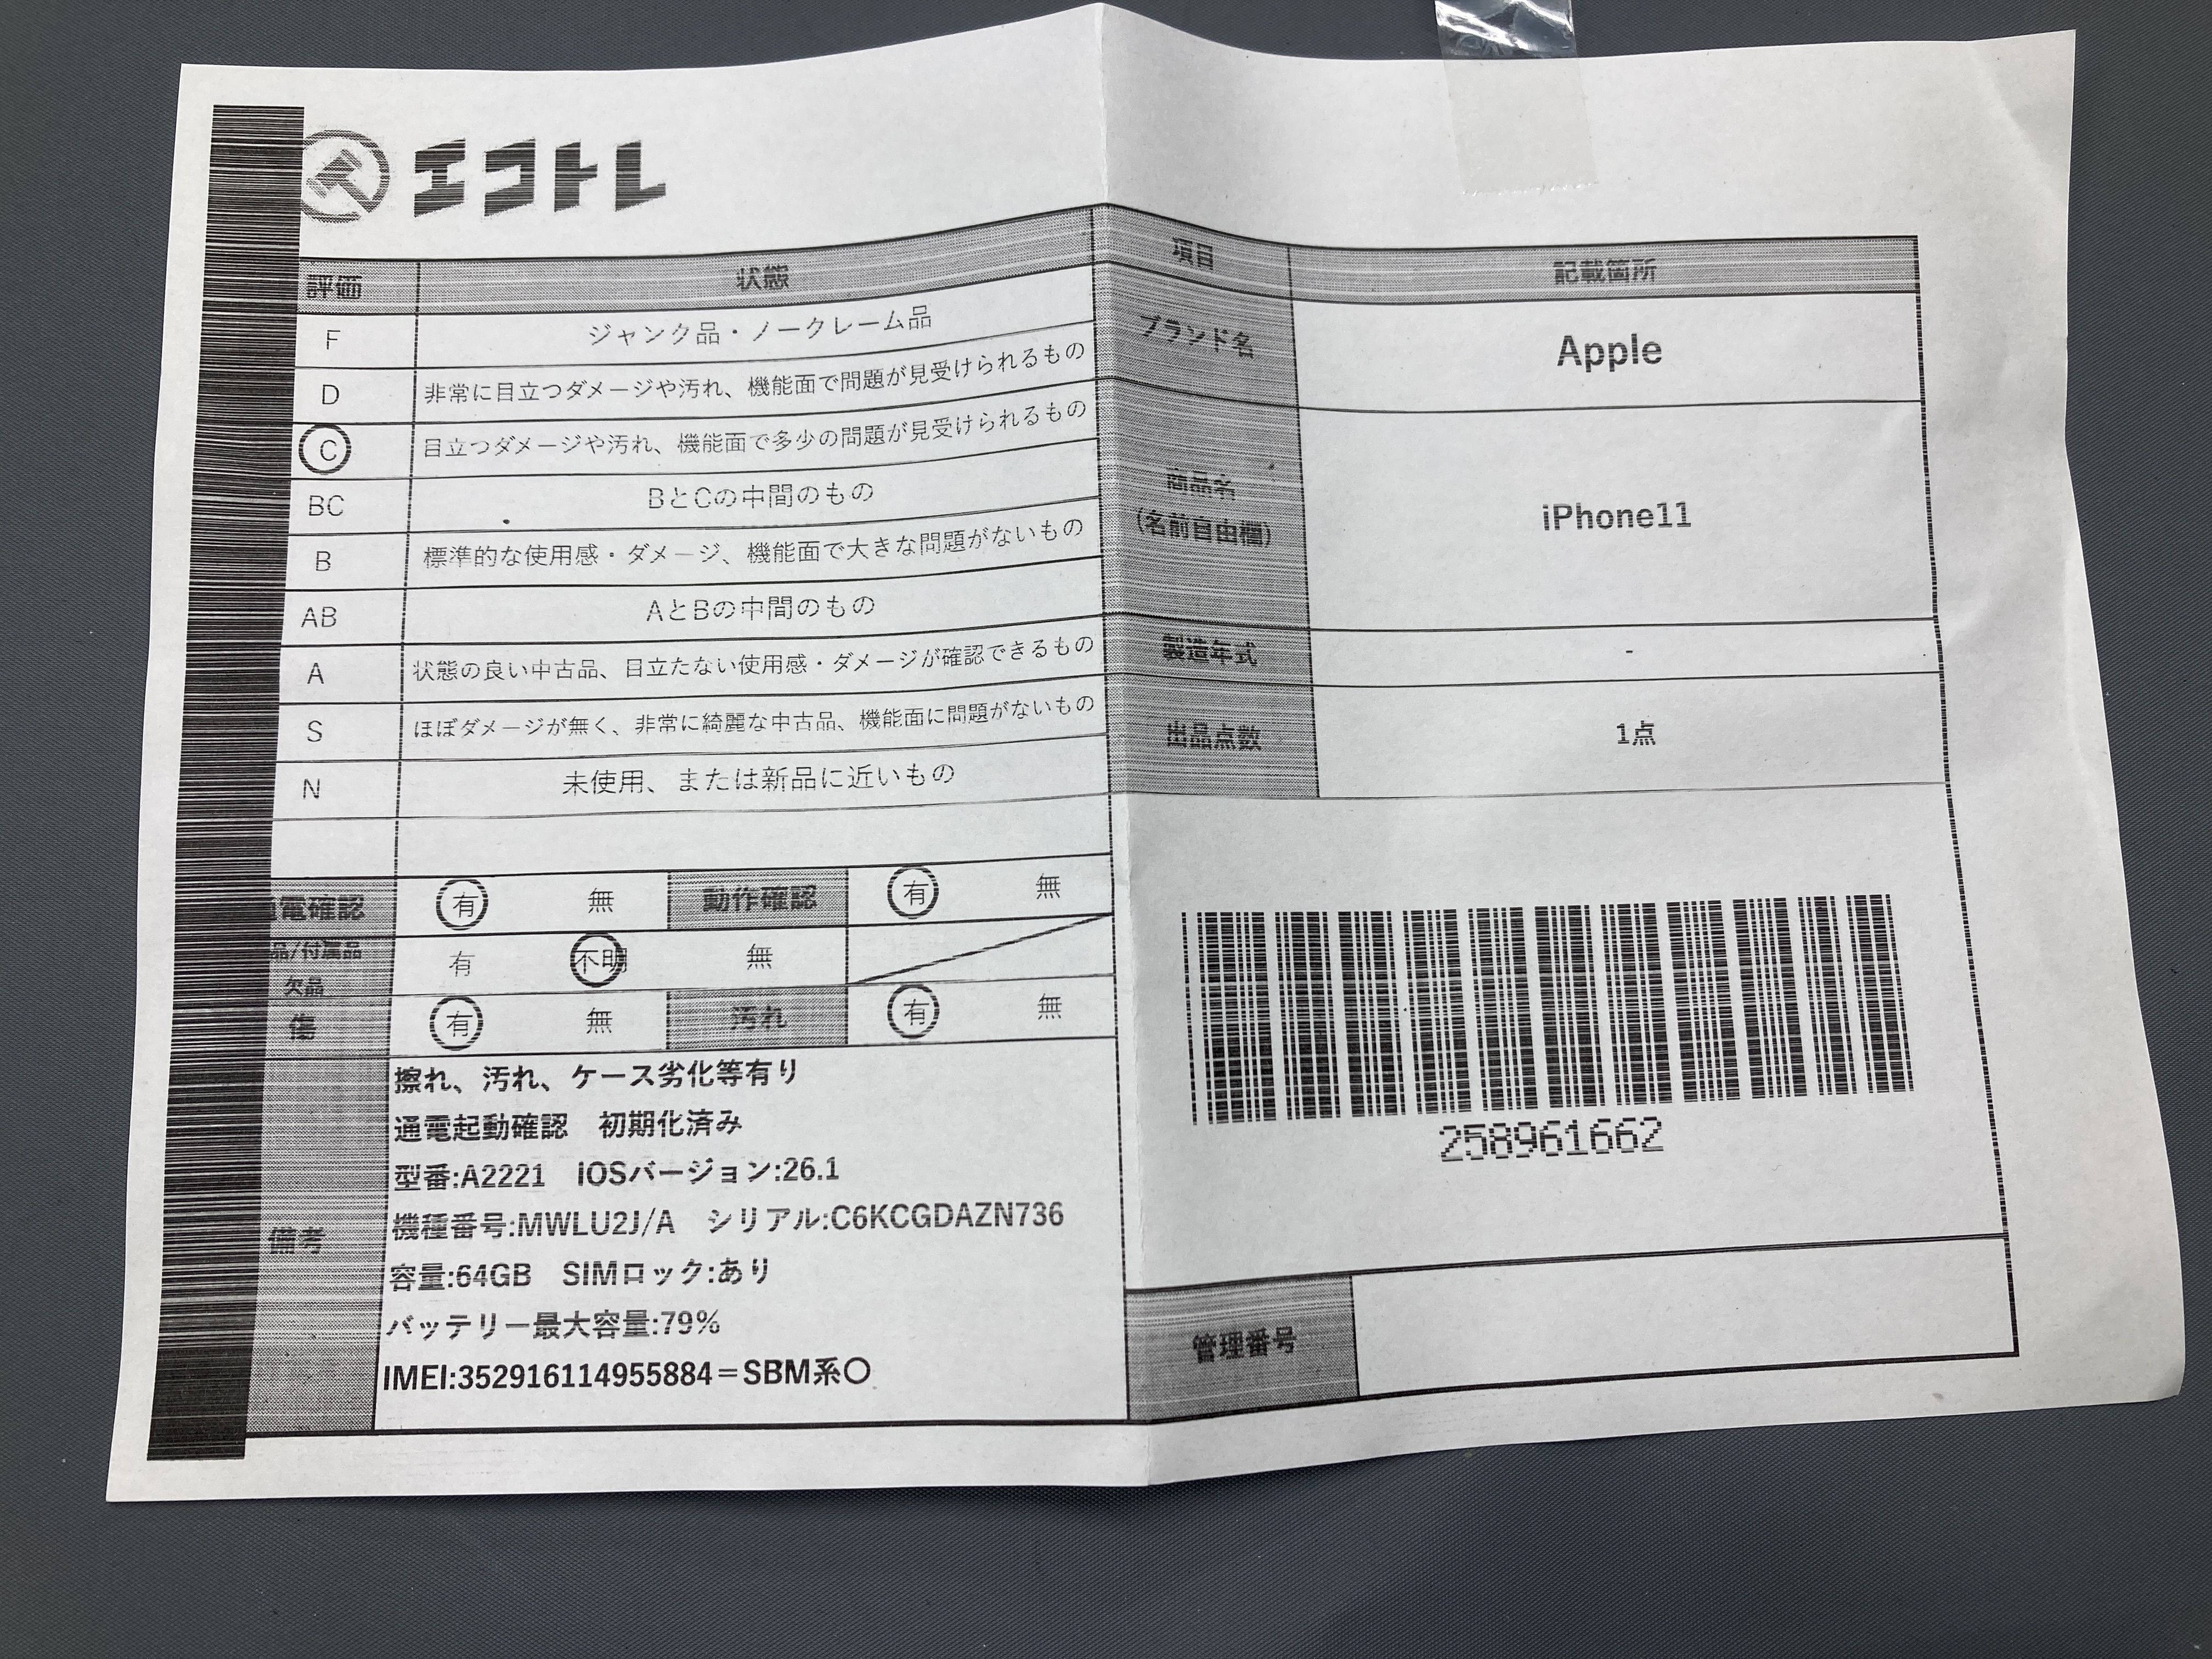 エコトレ
評価 状態
F ジャンク品・ノークレーム品
D 非常に目立つダメージや汚れ、機能面で問題が見受けられるもの
C 目立つダメージや汚れ、機能面で多少の問題が見受けられるもの
BC BとCの中間のもの
B 標準的な使用感・ダメージ、機能面で大きな問題がないもの
AB AとBの中間のもの
A 状態の良い中古品、目立たない使用感・ダメージが確認できるもの
S ほぼダメージが無く、非常に綺麗な中古品、機能面に問題がないもの
N 未使用、または新品に近いもの
電確認 有 無 動作確認 有 無
品/付属品
欠品 有 不明 無
傷 有 無 汚れ 有 無
備考
擦れ、汚れ、ケース劣化等有り
通電起動確認 初期化済み
型番:A2221 IOSバージョン:26.1
機種番号:MWLU2J/A シリアル:C6KCGDAZN736
容量:64GB SIMロック:あり
バッテリー最大容量:79%
IMEI:352916114955884=SBM系〇
項目 記載箇所
ブランド名 Apple
商品名
(名前自由欄) iPhone11
製造年式 -
出品点数 1点
258961662
管理番号